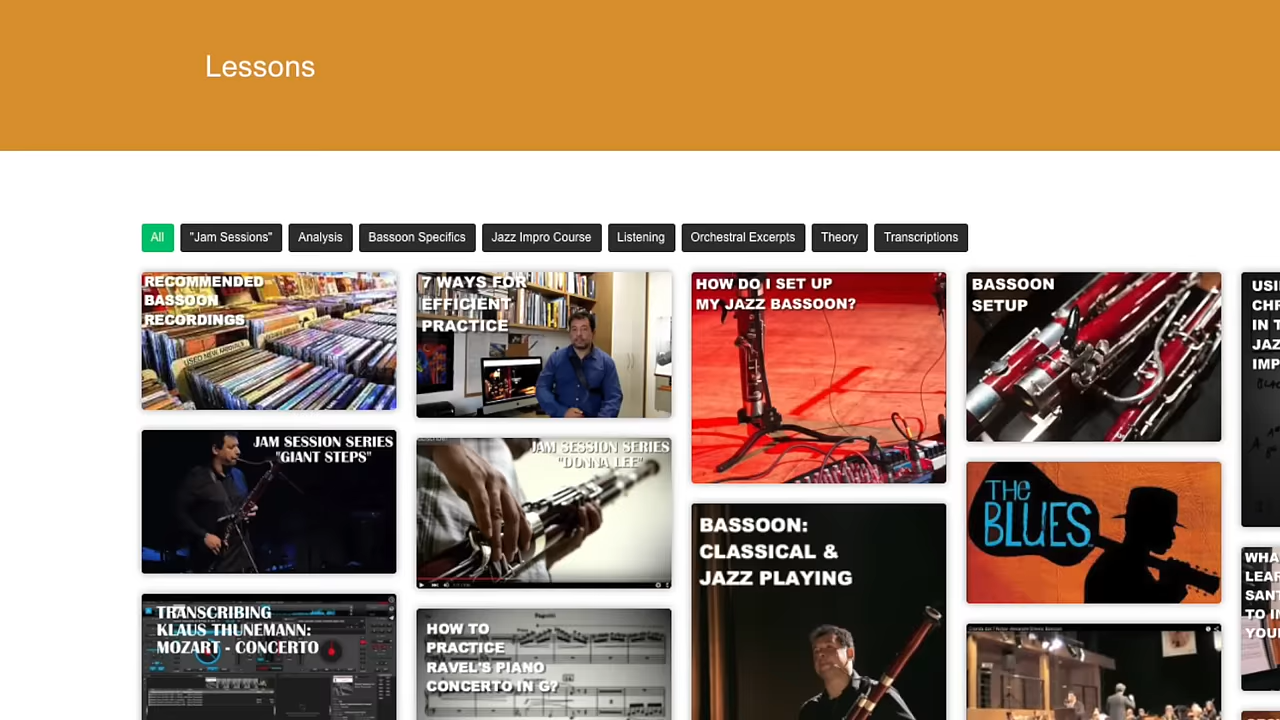 Lessons
All
"Jam Sessions"
Analysis
Bassoon Specifics
Jazz Impro Course
Listening
Orchestral Excerpts
Theory
Transcriptions
RECOMMENDED
BASSOON
RECORDINGS
7 WAYS FOR
EFFICIENT
PRACTICE
HOW DO I SET UP
MY JAZZ BASSOON?
BASSOON
SETUP
JAM SESSION SERIES
"GIANT STEPS"
JAM SESSION SERIES
"DONNA LEE"
BASSOON:
CLASSICAL &
JAZZ PLAYING
THE
BLUES
TRANSCRIBING
KLAUS THUNEMANN:
MOZART - CONCERTO
HOW TO
PRACTICE
RAVEL'S PIANO
CONCERTO IN G?